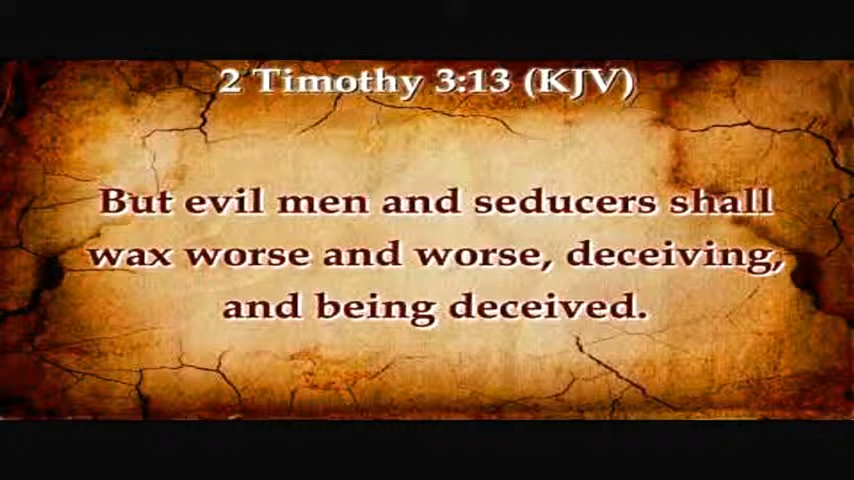 2 Timothy 3:13 (KJV)
But evil men and seducers shall
wax worse and worse, deceiving,
and being deceived.